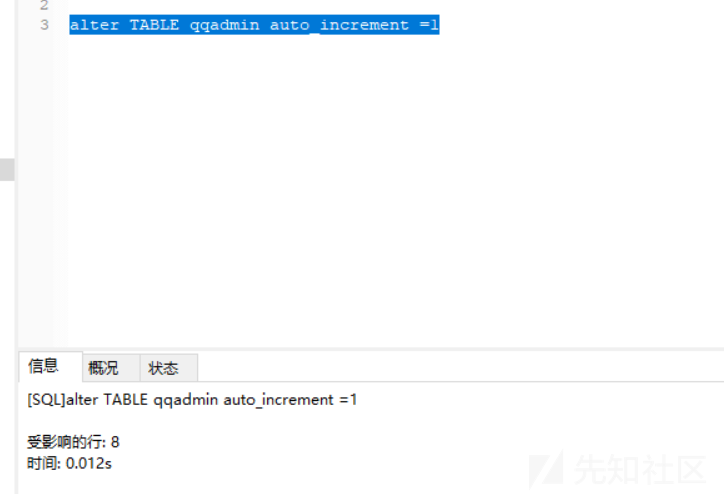 2
3 alter TABLE qqadmin auto_increment =1
信息 概况 状态
[SQL]alter TABLE qqadmin auto_increment =1
受影响的行: 8
时间: 0.012s
先知社区